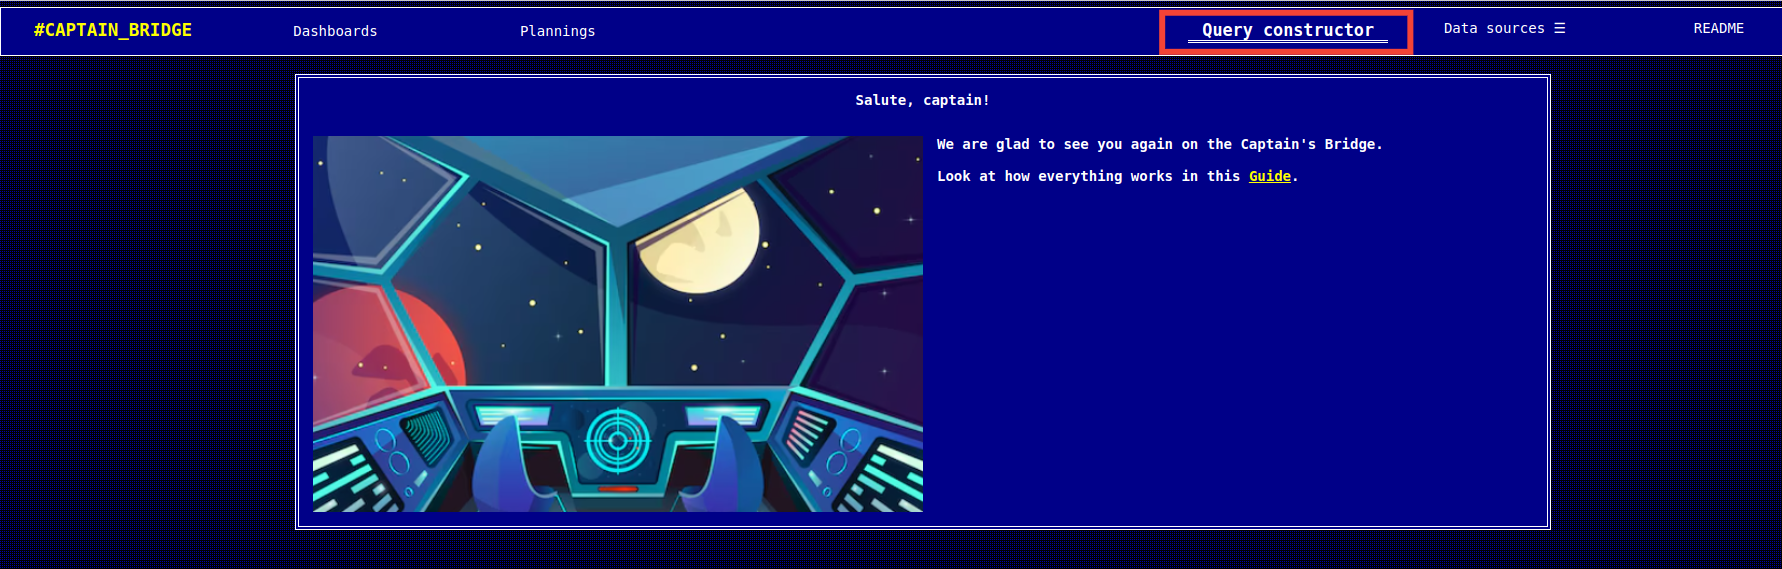 #CAPTAIN_BRIDGE Dashboards Plannings Query constructor Data sources ☰ README
Salute, captain!
We are glad to see you again on the Captain's Bridge.
Look at how everything works in this Guide.